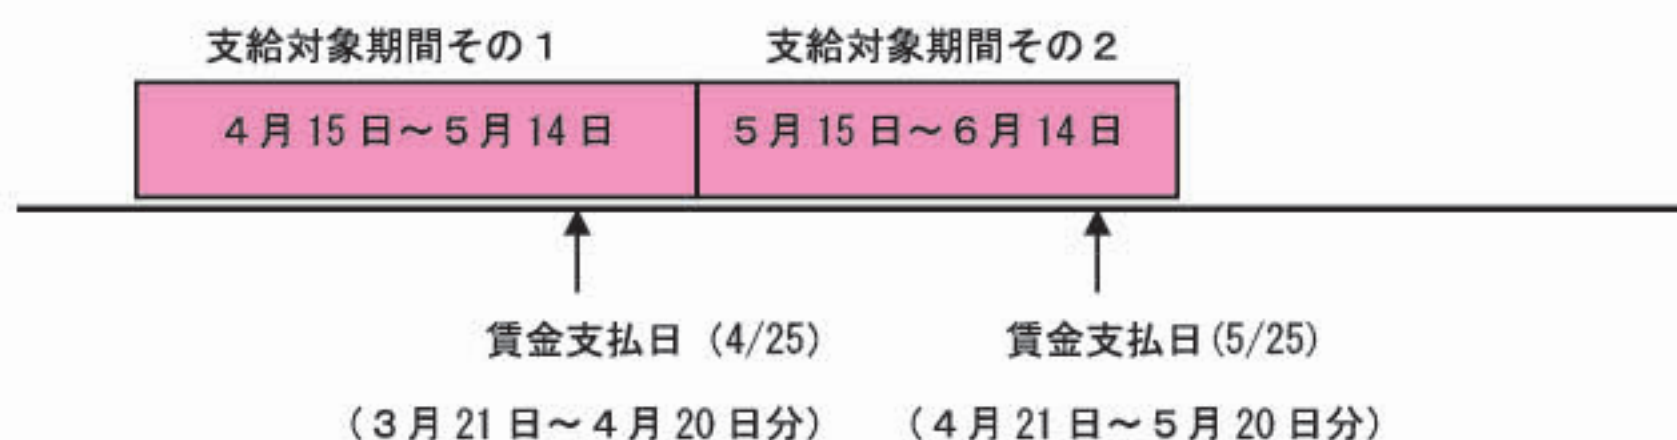 支給対象期間その１ 支給対象期間その２
４月 15 日～５月 14 日 ５月 15 日～６月 14 日
賃金支払日 (4/25) 賃金支払日(5/25)
（３月 21 日～４月 20 日分） （４月 21 日～５月 20 日分）